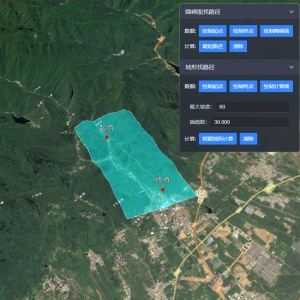 障碍面找路径
数据: 绘制起点 绘制终点 绘制障碍面
计算: 最短路径 清除
地形找路径
数据: 绘制起点 绘制终点 绘制计算面
最大坡度: 60
插值距: 30.000
计算: 根据地形计算 清除
起点
终点